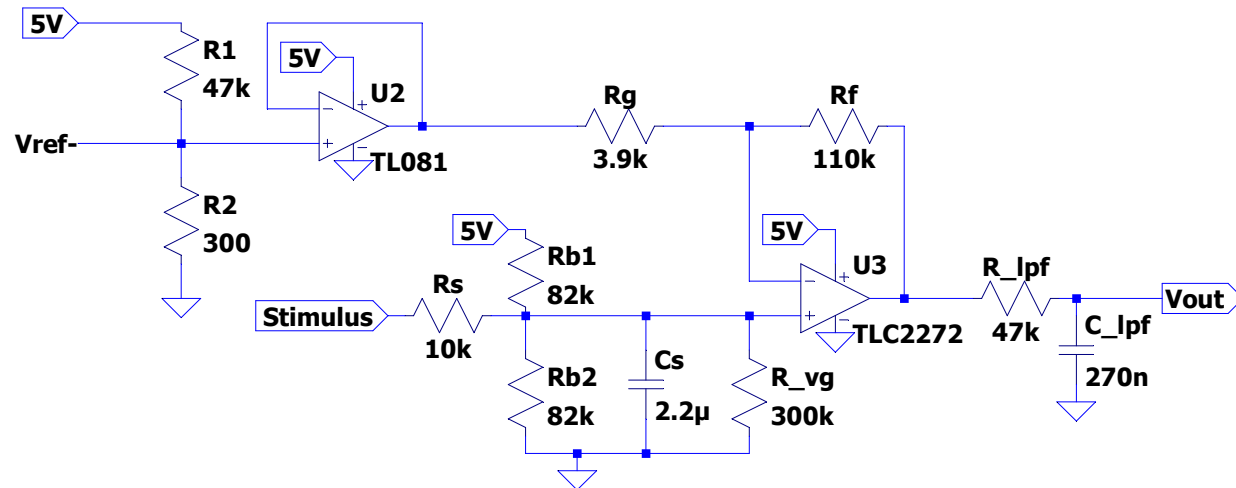 5V
R1
47k
5V
U2
Vref-
TL081
R2
300
Rg
3.9k
Rf
110k
5V
Rb1
82k
5V
U3
TLC2272
Stimulus
Rs
10k
Rb2
82k
Cs
2.2µ
R_vg
300k
R_lpf
47k
Vout
C_lpf
270n